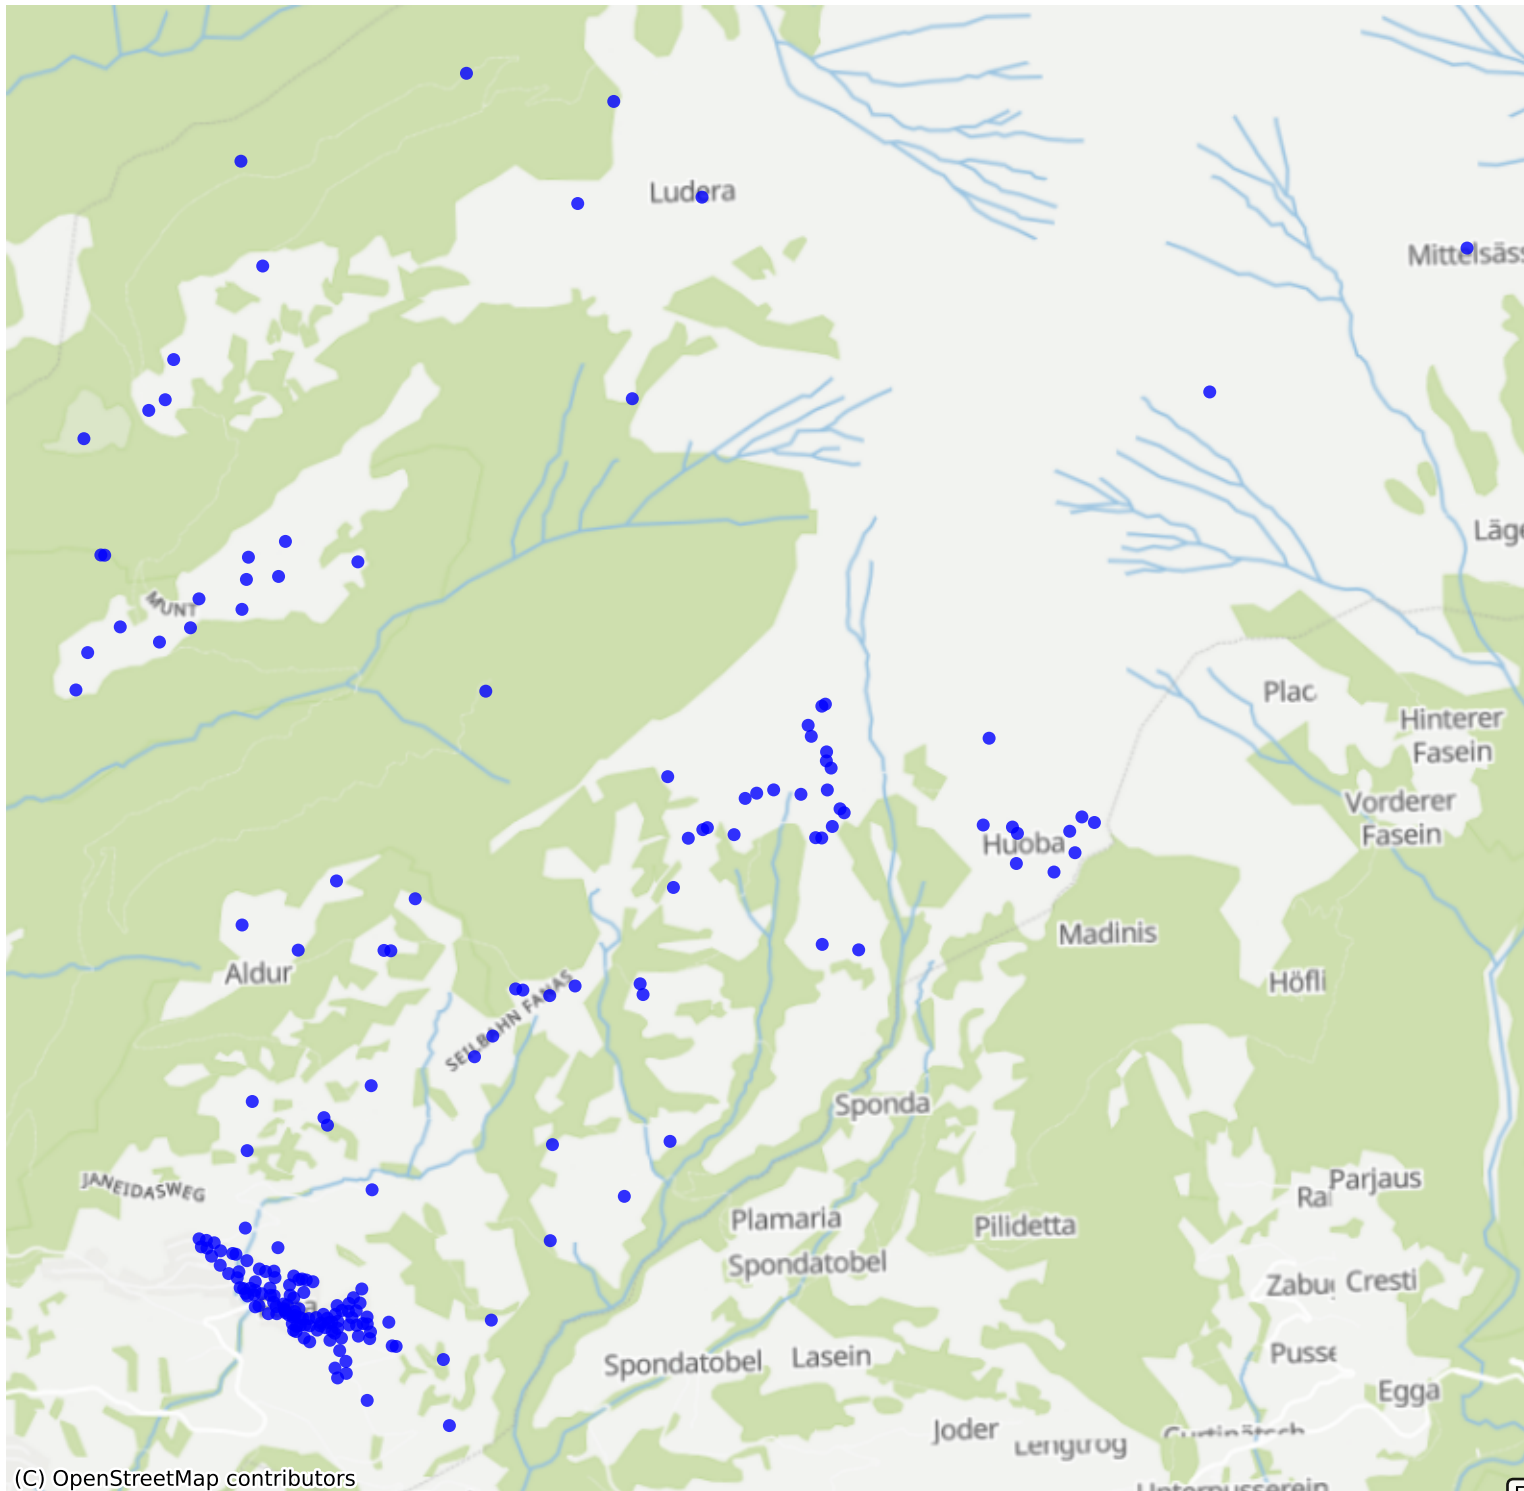 Ludera
Mittelsäss
Läge
MUNT
Plac
Hinterer
Fasein
Vorderer
Fasein
Huoba
Madinis
Aldur
Höfli
SEILBAHN FANAS
Sponda
JANEIDASWEG
Parjaus
Plamaria
Pilidetta
Spondatobel
Cresti
Spondatobel
Lasein
Egga
Joder
Lengtrog
(C) OpenStreetMap contributors